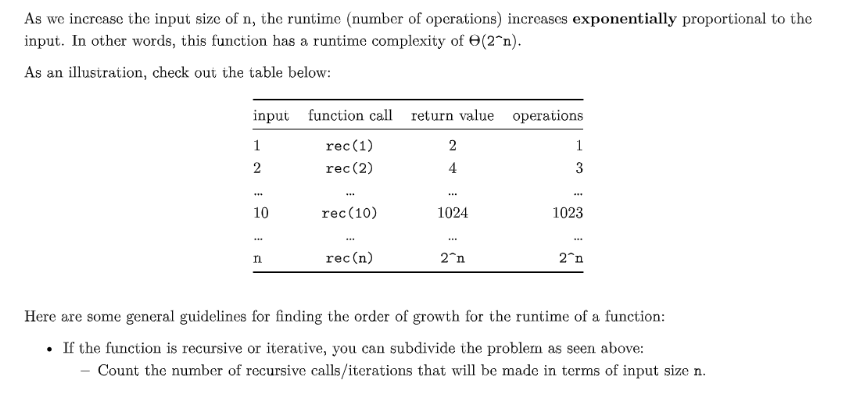 As we increase the input size of n, the runtime (number of operations) increases exponentially proportional to the
input. In other words, this function has a runtime complexity of Θ(2^n).
As an illustration, check out the table below:
input function call return value operations
1 rec(1) 2 1
2 rec(2) 4 3
... ... ... ...
10 rec(10) 1024 1023
... ... ... ...
n rec(n) 2^n 2^n
Here are some general guidelines for finding the order of growth for the runtime of a function:
• If the function is recursive or iterative, you can subdivide the problem as seen above:
– Count the number of recursive calls/iterations that will be made in terms of input size n.